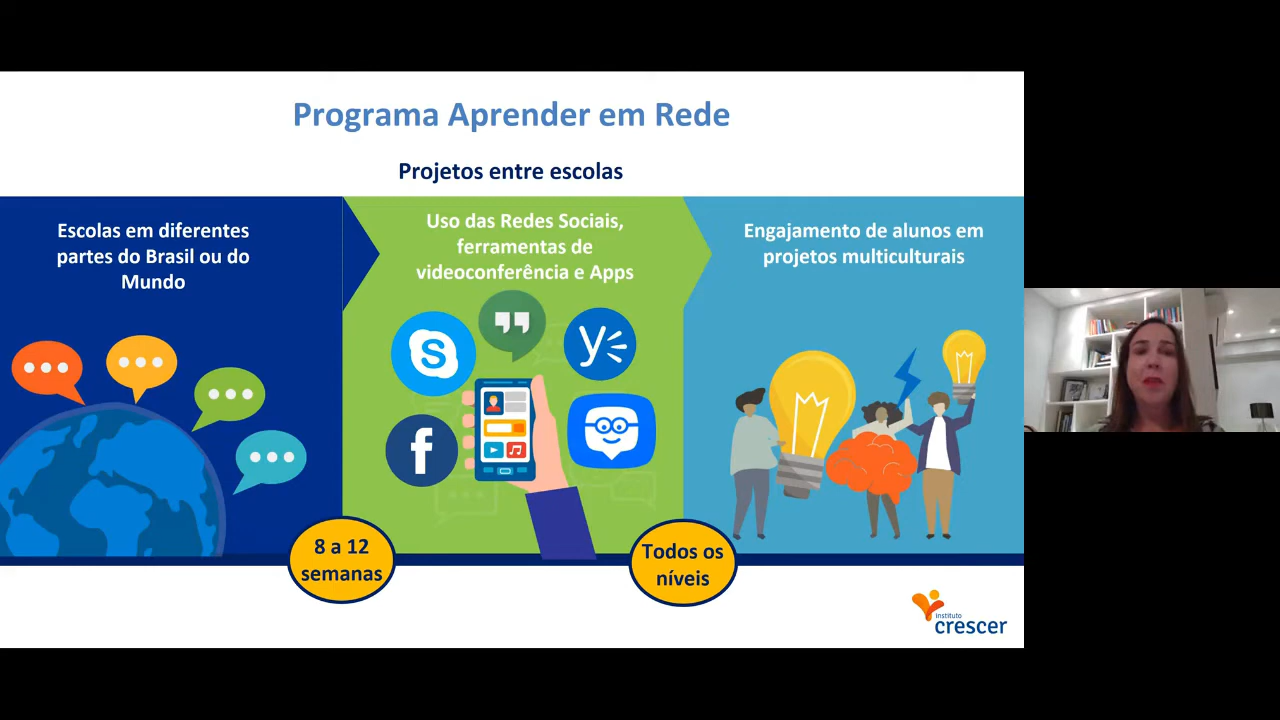 Programa Aprender em Rede
Projetos entre escolas
Escolas em diferentes
partes do Brasil ou do
Mundo
Uso das Redes Sociais,
ferramentas de
videoconferência e Apps
Engajamento de alunos em
projetos multiculturais
8 a 12
semanas
Todos os
níveis
instituto
crescer